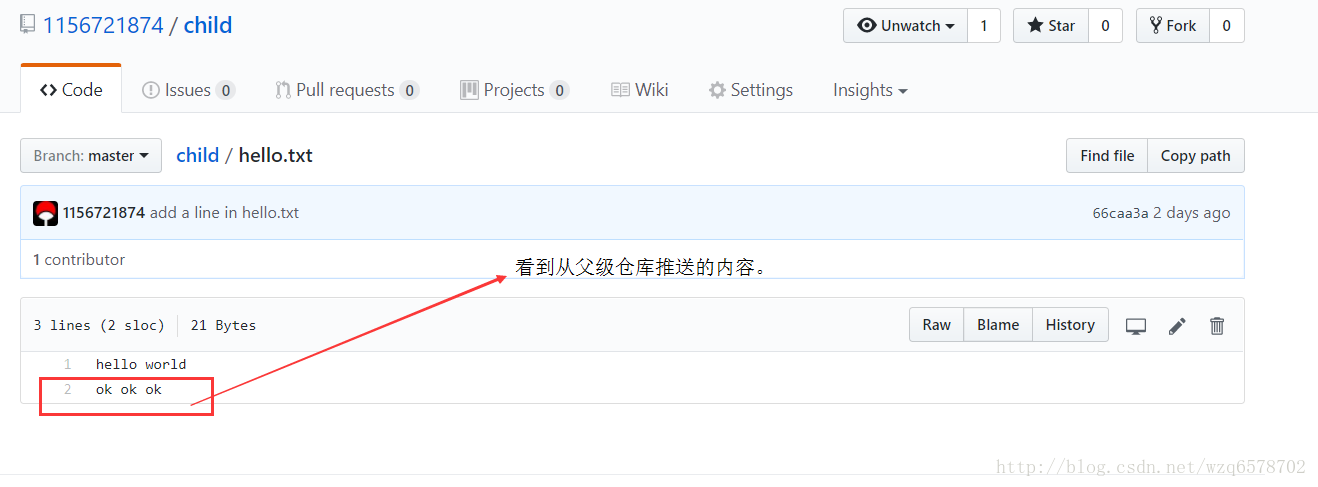 1156721874 / child
Unwatch 1 Star 0 Fork 0
Code Issues 0 Pull requests 0 Projects 0 Wiki Settings Insights
Branch: master child / hello.txt Find file Copy path
1156721874 add a line in hello.txt 66caa3a 2 days ago
1 contributor
看到从父级仓库推送的内容。
3 lines (2 sloc) 21 Bytes Raw Blame History
1 hello world
2 ok ok ok
http://blog.csdn.net/wzq6578702